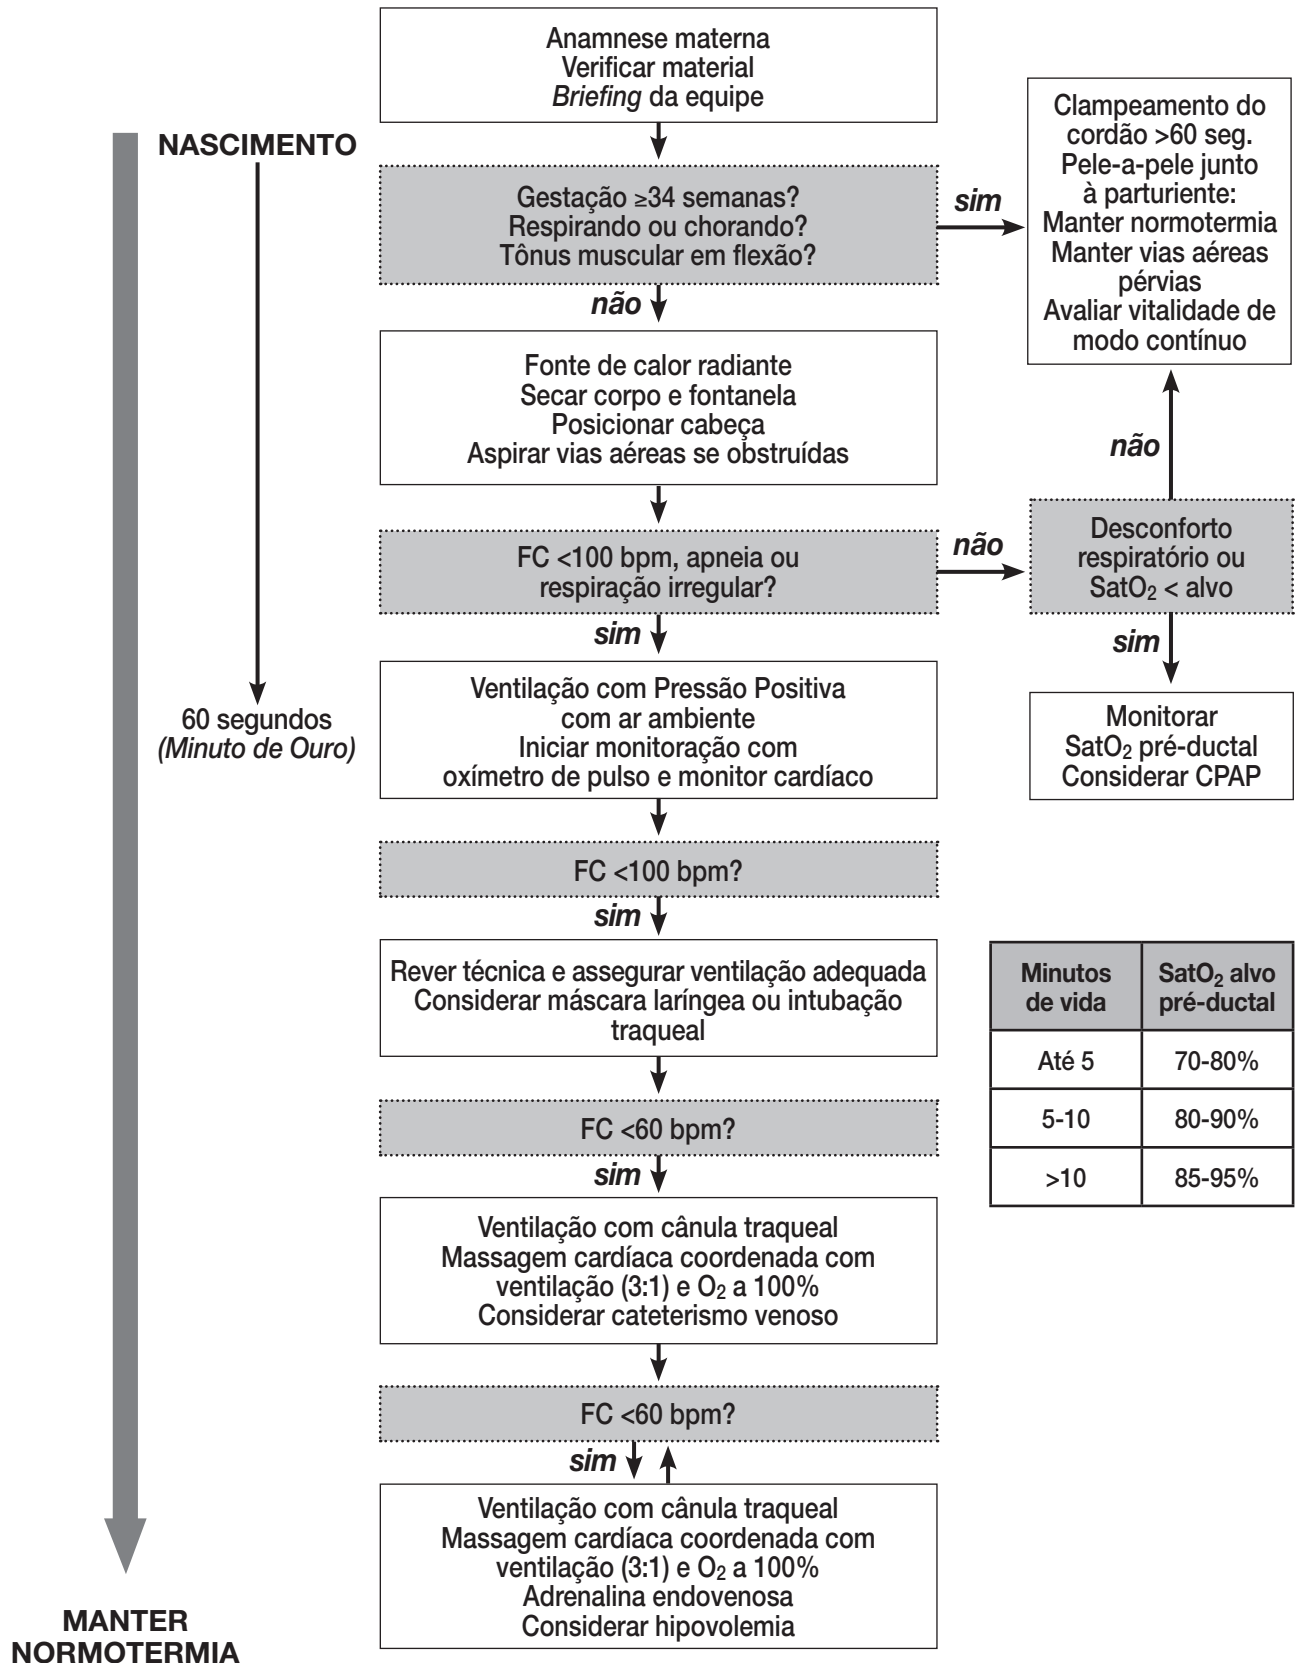 Anamnese materna
Verificar material
Briefing da equipe
NASCIMENTO
Gestação ≥34 semanas?
Respirando ou chorando?
Tônus muscular em flexão?
sim
Clampeamento do
cordão >60 seg.
Pele-a-pele junto
à parturiente:
Manter normotermia
Manter vias aéreas
pérvias
Avaliar vitalidade de
modo contínuo
não
Fonte de calor radiante
Secar corpo e fontanela
Posicionar cabeça
Aspirar vias aéreas se obstruídas
não
FC <100 bpm, apneia ou
respiração irregular?
não
Desconforto
respiratório ou
SatO₂ < alvo
sim
sim
60 segundos
(Minuto de Ouro)
Ventilação com Pressão Positiva
com ar ambiente
Iniciar monitoração com
oxímetro de pulso e monitor cardíaco
Monitorar
SatO₂ pré-ductal
Considerar CPAP
FC <100 bpm?
sim
Rever técnica e assegurar ventilação adequada
Considerar máscara laríngea ou intubação
traqueal
Minutos de vida SatO₂ alvo pré-ductal
Até 5 70-80%
5-10 80-90%
>10 85-95%
FC <60 bpm?
sim
Ventilação com cânula traqueal
Massagem cardíaca coordenada com
ventilação (3:1) e O₂ a 100%
Considerar cateterismo venoso
FC <60 bpm?
sim
Ventilação com cânula traqueal
Massagem cardíaca coordenada com
ventilação (3:1) e O₂ a 100%
Adrenalina endovenosa
Considerar hipovolemia
MANTER
NORMOTERMIA